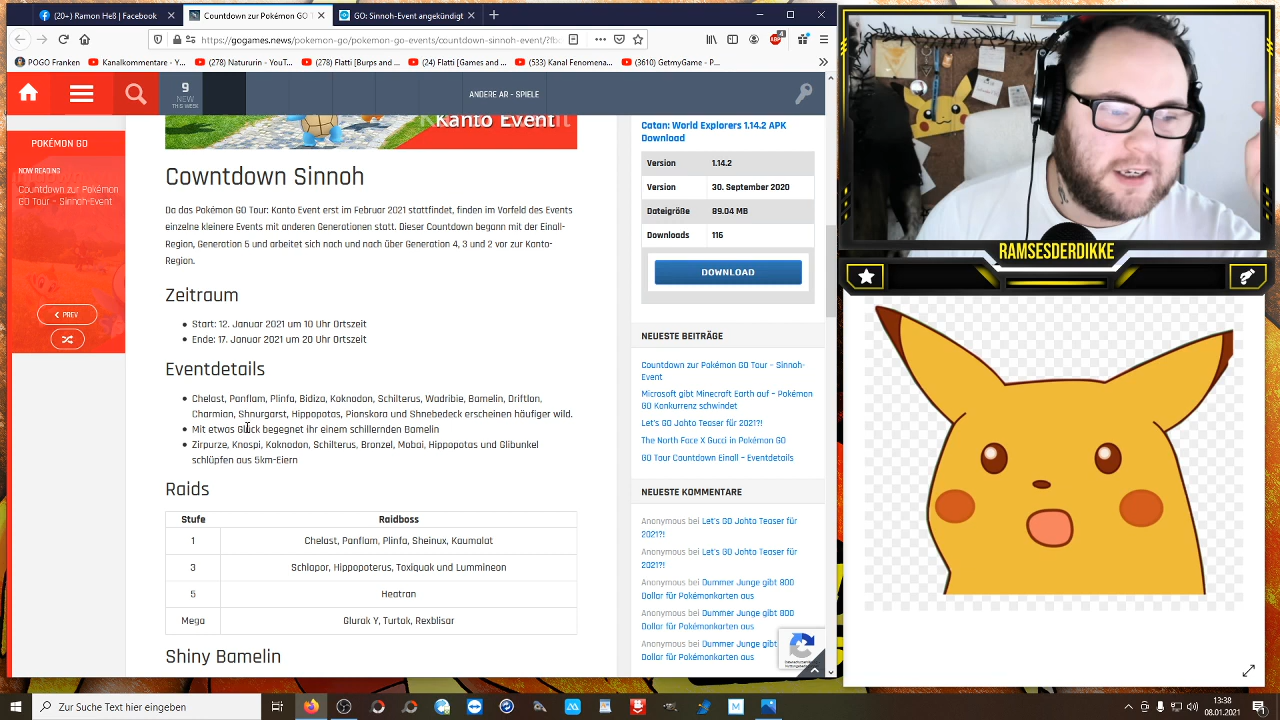 (20+) Ramon Heß | Facebook
Countdown zur Pokémon GO
GO: Sinnoh-Event angekündigt
POGO Franken
Kanalkommentare - Y...
(278) Natururin - YouT...
(278) Flatti [Burps and ...
(24) Flatti [Games and ...
(533) Kanal Fenomena...
(3610) GetmyGame - P...
9
NEW
THIS WEEK
ANDERE AR - SPIELE
POKÉMON GO
NOW READING
Countdown zur Pokémon
GO Tour – Sinnoh-Event
PREV
Kanto Event
Cowntdown Sinnoh
Da das Pokémon GO Tour: Kanto Event erst im Februar 2021 stattfindet, finden im Vorfeld des Events
einzelne kleinere Events mit anderen Generationen statt. Dieser Countdown begann mit der Einall-
Region, Generation 5 und arbeitet sich nach und nach über Generation 4, 3 und 2 vor zur Kanto-
Region.
Zeitraum
Start: 12. Januar 2021 um 10 Uhr Ortszeit
Ende: 17. Januar 2021 um 20 Uhr Ortszeit
Eventdetails
Chelast, Panflam, Plinfa, Bidiza, Koknodon, Schilterus, Wadribie, Bamelin, Driftlon,
Charmian, Shnurgarst, Hippopotas, Pionskora und Shnebedeck erscheinen häufiger wild.
Mit etwas Glück begegnet ihr einem schillernden Bamelin
Zirpurze, Knospi, Koknodon, Schilterus, Bronzel, Mobai, Hippopotas und Glibunkel
schlüpfen aus 5km-Eiern
Raids
Stufe Raidboss
1 Chelast, Panflam, Plinfa, Sheinux, Kaumalat
3 Schlapor, Hippoterus, Toxiquak und Lumineon
5 Heatran
Mega Glurak Y, Turtok, Rexblisar
Shiny Bamelin
Catan: World Explorers 1.14.2 APK
Download
Version 1.14.2
Version 30. September 2020
Dateigröße 89.04 MB
Downloads 116
DOWNLOAD
NEUESTE BEITRÄGE
Countdown zur Pokémon GO Tour – Sinnoh-
Event
Microsoft gibt Minecraft Earth auf – Pokémon
GO Konkurrenz schwindet
Let's GO Johto Teaser für 2021?!
The North Face X Gucci in Pokémon GO
GO Tour Countdown Einall – Eventdetails
NEUESTE KOMMENTARE
Anonymous bei Let's GO Johto Teaser für
2021?!
Anonymous bei Let's GO Johto Teaser für
2021?!
Anonymous bei Dummer Junge gibt 800
Dollar für Pokémonkarten aus
Anonymous bei Dummer Junge gibt 800
Dollar für Pokémonkarten aus
Anonymous bei Dummer Junge gibt
Dollar für Pokémonkarten aus
RAMSESDERDIKKE
Zur Suche Text hier eingeben
13:38
08.01.2021